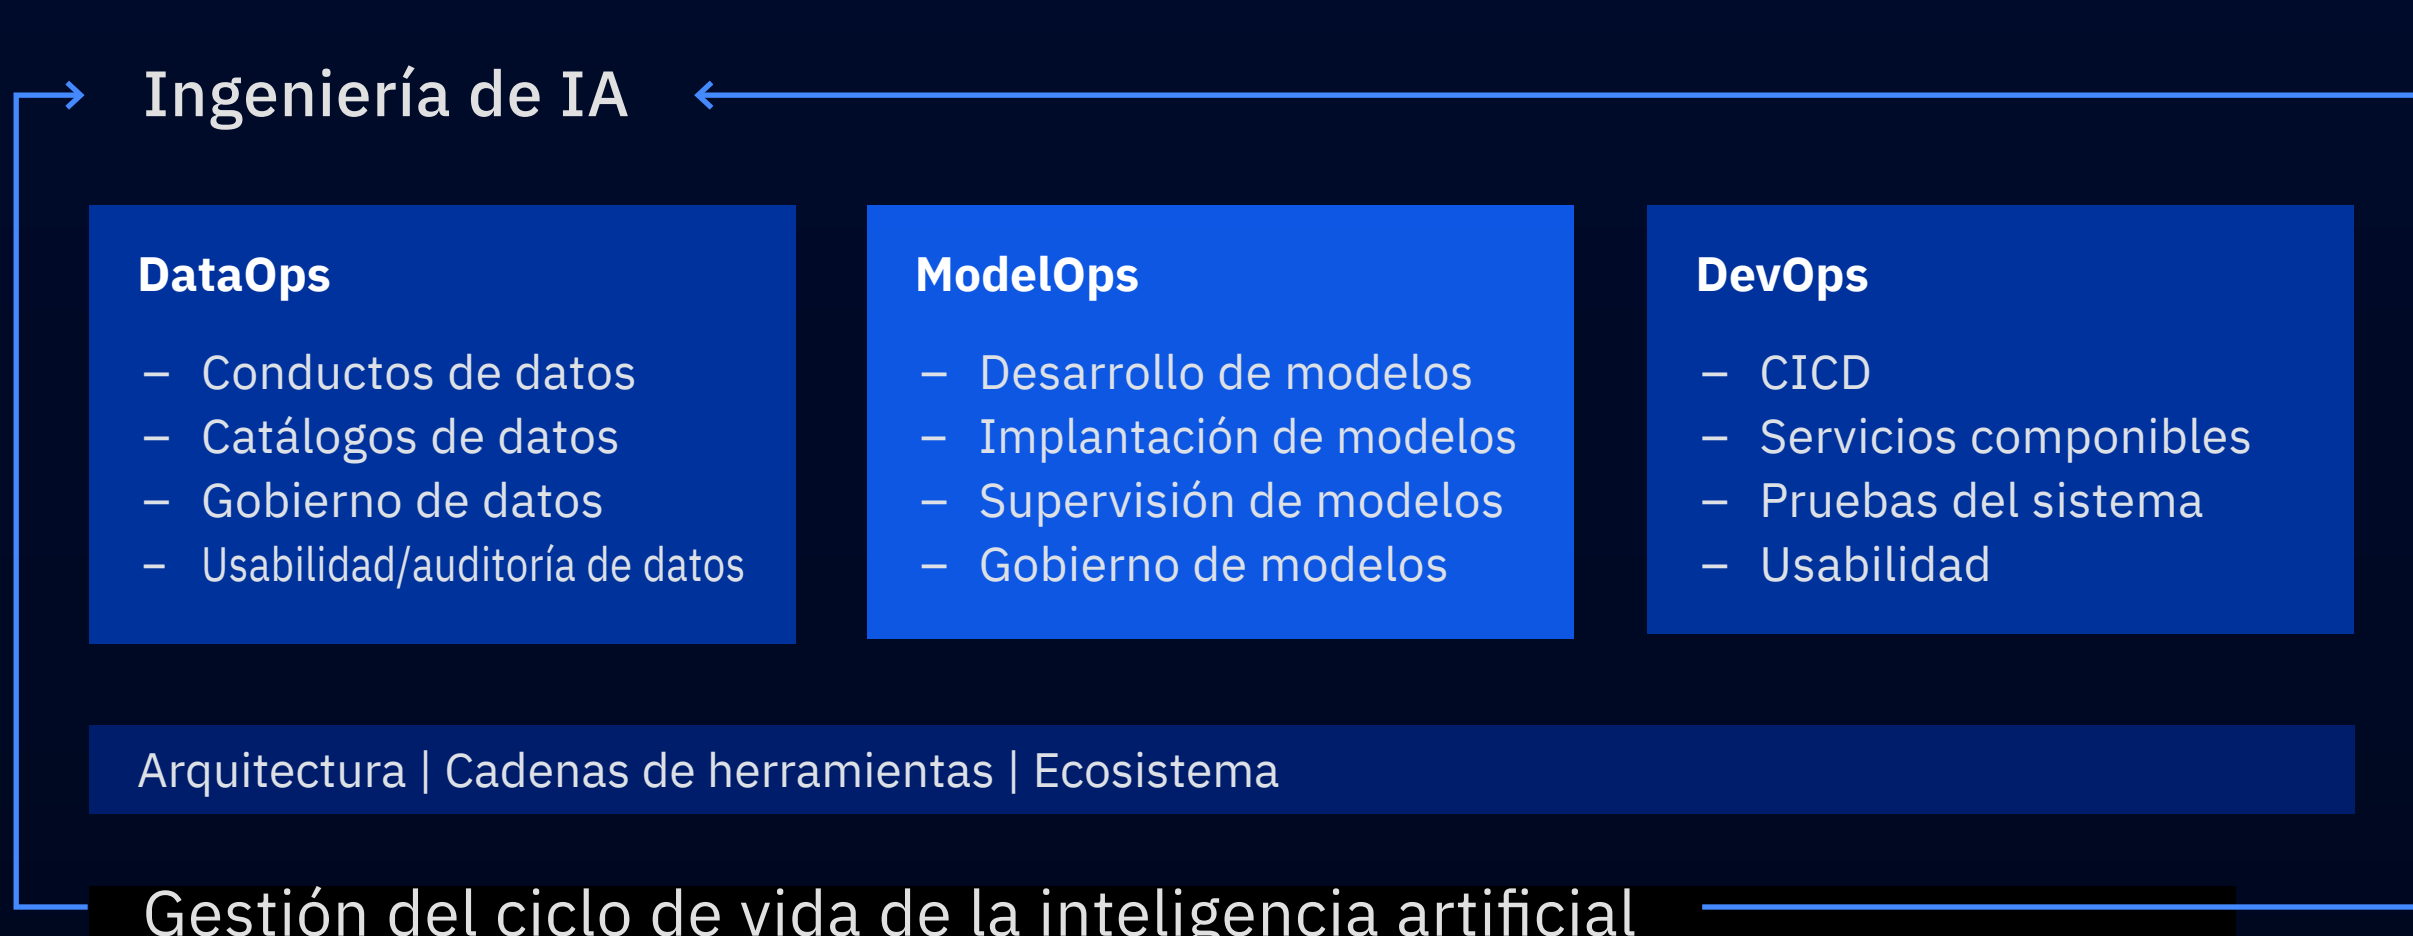 Ingeniería de IA
DataOps
– Conductos de datos
– Catálogos de datos
– Gobierno de datos
– Usabilidad/auditoría de datos
ModelOps
– Desarrollo de modelos
– Implantación de modelos
– Supervisión de modelos
– Gobierno de modelos
DevOps
– CICD
– Servicios componibles
– Pruebas del sistema
– Usabilidad
Arquitectura | Cadenas de herramientas | Ecosistema
Gestión del ciclo de vida de la inteligencia artificial